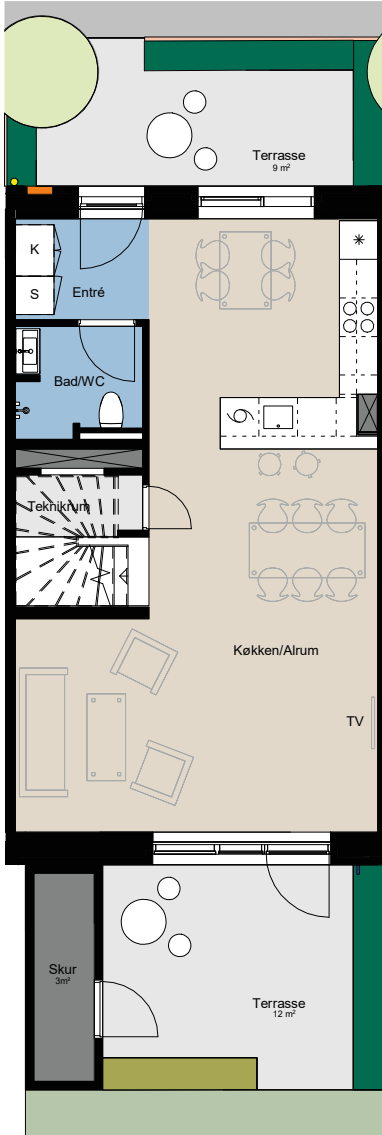 Terrasse
9 m²
K
S
Entré
Bad/WC
Teknikrum
Køkken/Alrum
TV
Skur
3m²
Terrasse
12 m²